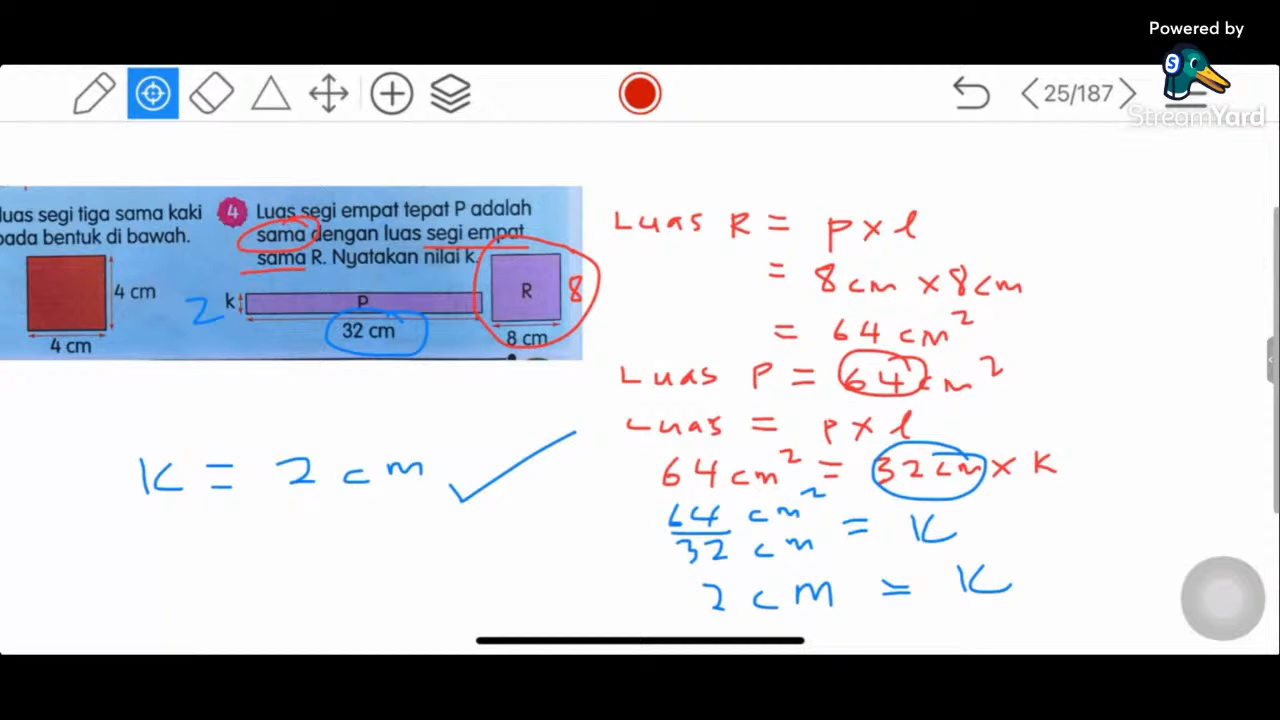 Powered by
25/187
StreamYard
luas segi tiga sama kaki
pada bentuk di bawah.
4 cm
4 cm
4 Luas segi empat tepat P adalah
sama dengan luas segi empat
sama R. Nyatakan nilai k.
2 k
P
32 cm
R
8
8 cm
K = 2 cm
Luas R = p x l
= 8 cm x 8 cm
= 64 cm²
Luas P = 64 cm²
Luas = p x l
64 cm² = 32 cm x K
64 cm²
32 cm
= K
2 cm = K